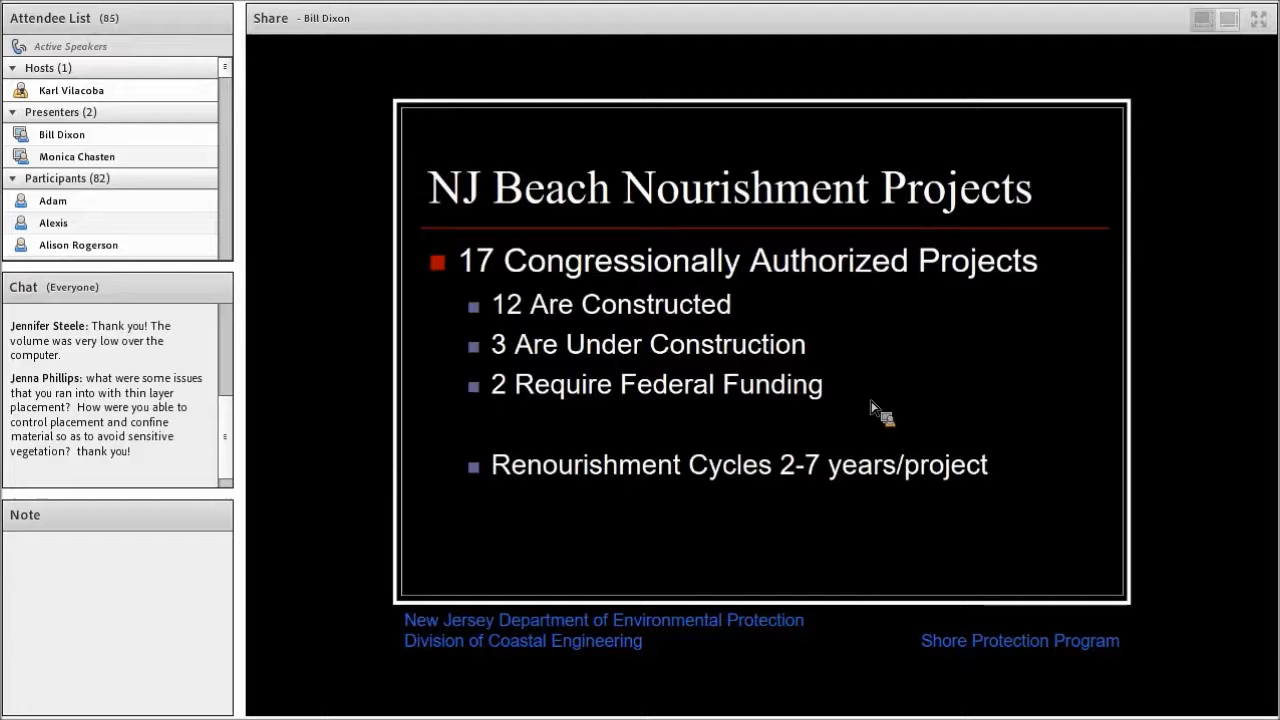 Attendee List (85)
Active Speakers
Hosts (1)
Karl Vilacoba
Presenters (2)
Bill Dixon
Monica Chasten
Participants (82)
Adam
Alexis
Alison Rogerson
Chat (Everyone)
Jennifer Steele: Thank you! The
volume was very low over the
computer.
Jenna Phillips: what were some issues
that you ran into with thin layer
placement? How were you able to
control placement and confine
material so as to avoid sensitive
vegetation? thank you!
Note
Share - Bill Dixon
NJ Beach Nourishment Projects
17 Congressionally Authorized Projects
12 Are Constructed
3 Are Under Construction
2 Require Federal Funding
Renourishment Cycles 2-7 years/project
New Jersey Department of Environmental Protection
Division of Coastal Engineering
Shore Protection Program